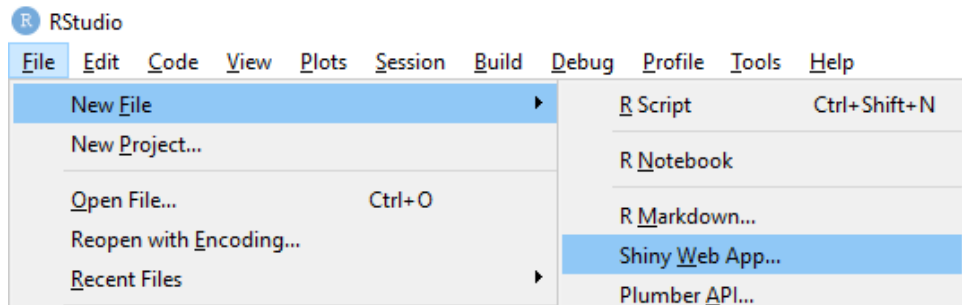 R RStudio
File Edit Code View Plots Session Build Debug Profile Tools Help
New File
New Project...
Open File... Ctrl+O
Reopen with Encoding...
Recent Files
R Script Ctrl+Shift+N
R Notebook
R Markdown...
Shiny Web App...
Plumber API...